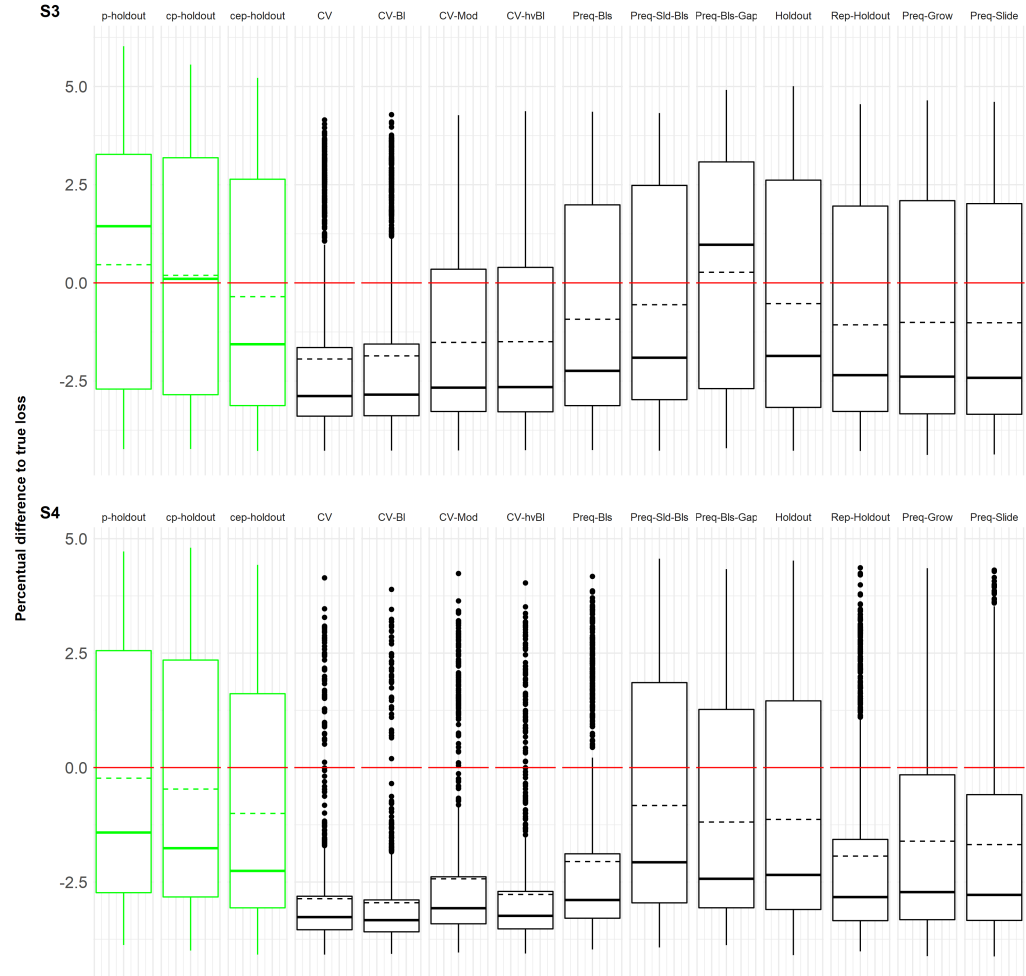 S3
p-holdout cp-holdout cep-holdout CV CV-Bl CV-Mod CV-hvBl Preq-Bls Preq-Sld-Bls Preq-Bls-Gap Holdout Rep-Holdout Preq-Grow Preq-Slide
5.0
2.5
0.0
-2.5
Percentual difference to true loss
S4
p-holdout cp-holdout cep-holdout CV CV-Bl CV-Mod CV-hvBl Preq-Bls Preq-Sld-Bls Preq-Bls-Gap Holdout Rep-Holdout Preq-Grow Preq-Slide
5.0
2.5
0.0
-2.5